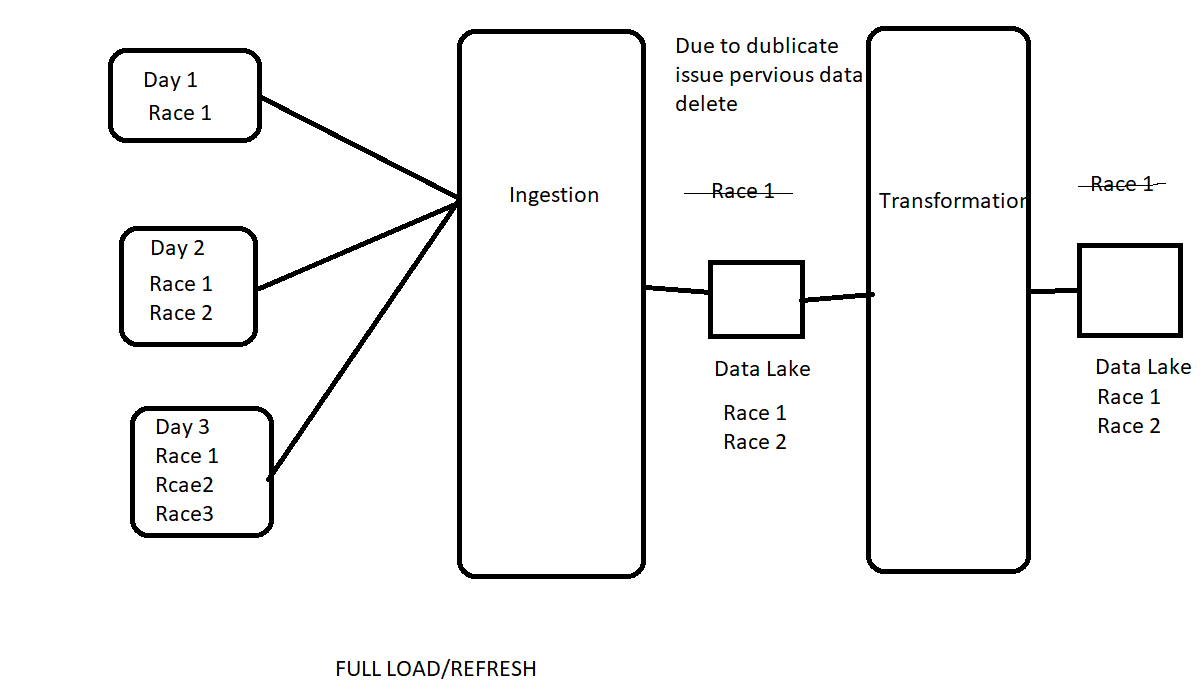 Day 1
Race 1
Day 2
Race 1
Race 2
Day 3
Race 1
Rcae2
Race3
Ingestion
Due to dublicate
issue pervious data
delete
Race 1
Data Lake
Race 1
Race 2
Transformation
Race 1
Data Lake
Race 1
Race 2
FULL LOAD/REFRESH